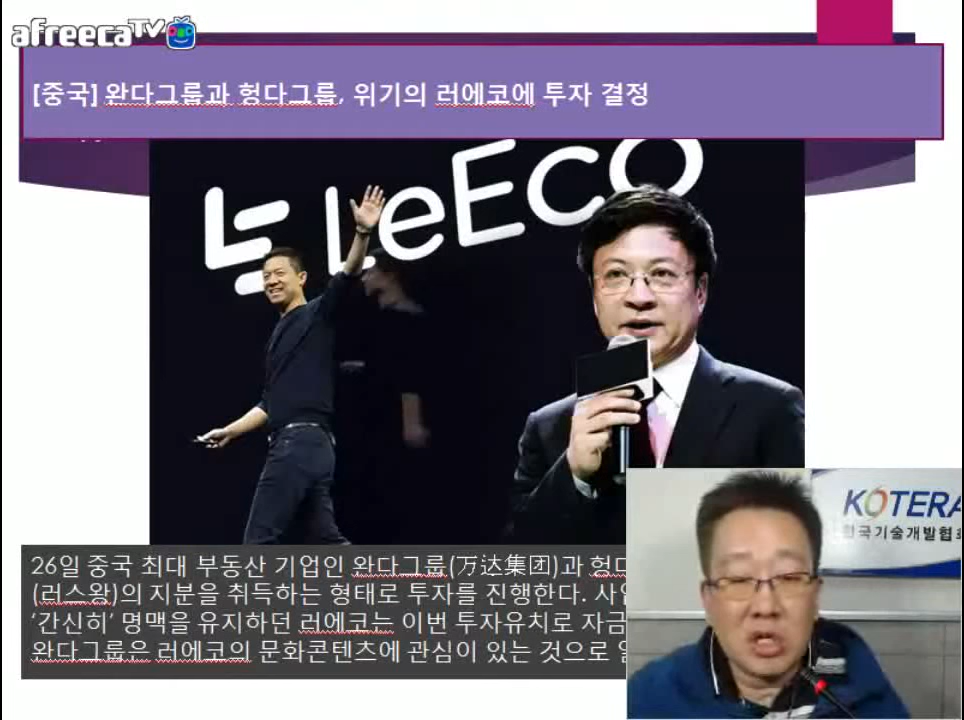 afreecaTV
[중국] 완다그룹과 헝다그룹, 위기의 러에코에 투자 결정
LeEco
KOTERA
한국기술개발협회
26일 중국 최대 부동산 기업인 완다그룹(万达集团)과 헝다
(러스왕)의 지분을 취득하는 형태로 투자를 진행한다. 사업
‘간신히’ 명맥을 유지하던 러에코는 이번 투자유치로 자금
완다그룹은 러에코의 문화콘텐츠에 관심이 있는 것으로